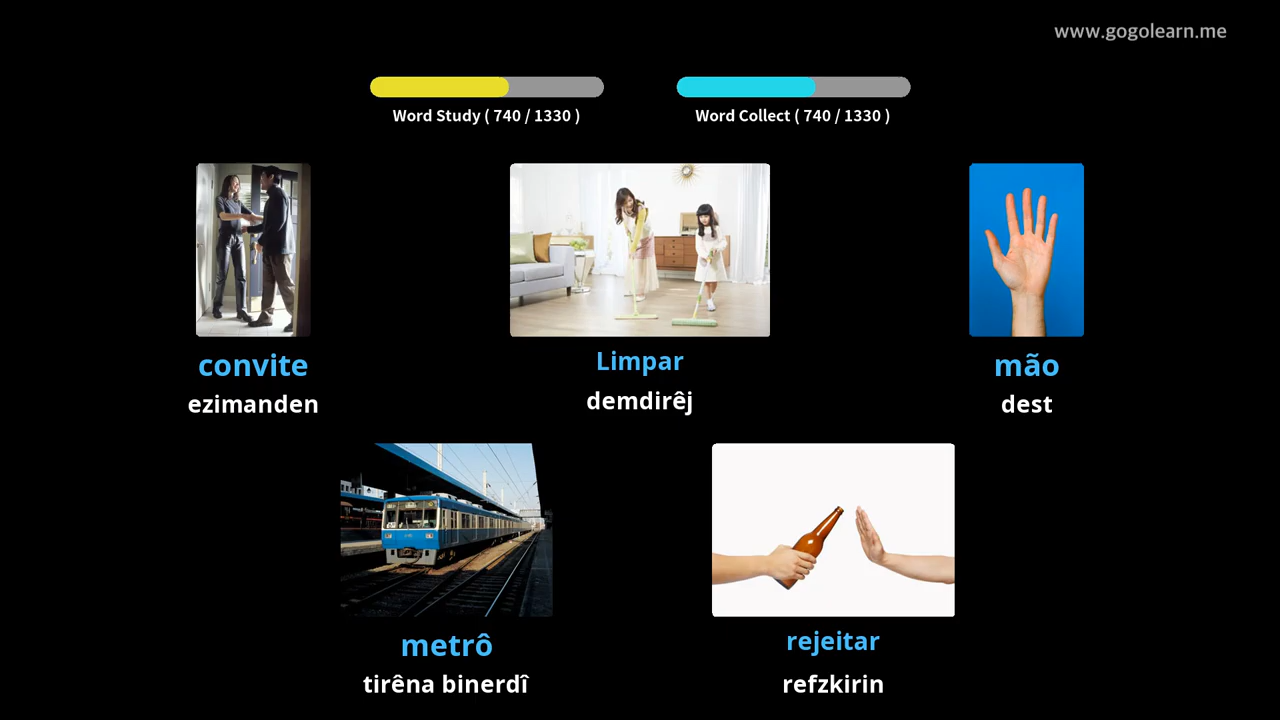 www.gogolearn.me
Word Study ( 740 / 1330 )
Word Collect ( 740 / 1330 )
convite
ezimanden
Limpar
demdirêj
mão
dest
metrô
tirêna binerdî
rejeitar
refzkirin